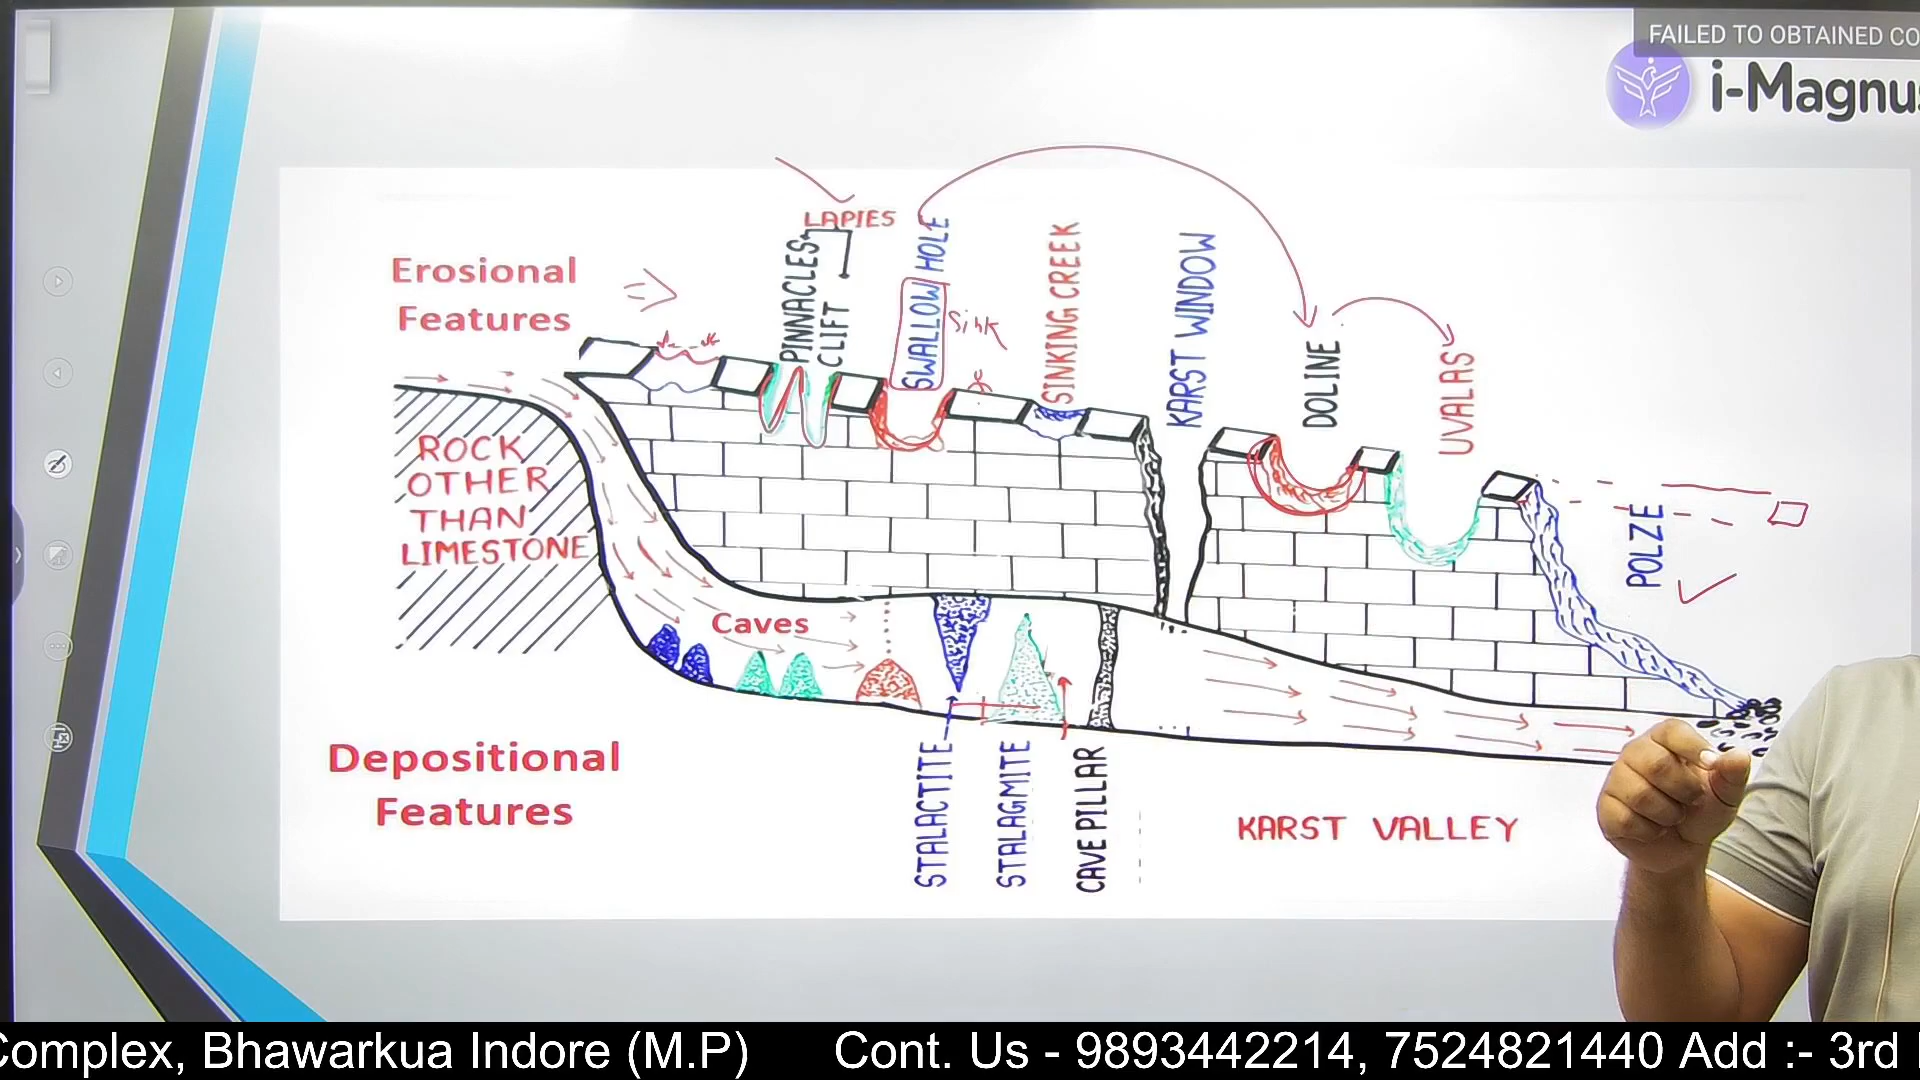 FAILED TO OBTAINED CO
i-Magnus
LAPIES
Erosional
Features
PINNACLES
CLIFT
SWALLOW HOLE
Sink
SINKING CREEK
KARST WINDOW
DOLINE
UVALAS
POLZE
ROCK
OTHER
THAN
LIMESTONE
Caves
Depositional
Features
STALACTITE
STALAGMITE
CAVE PILLAR
KARST VALLEY
Complex, Bhawarkua Indore (M.P) Cont. Us - 9893442214, 7524821440 Add :- 3rd